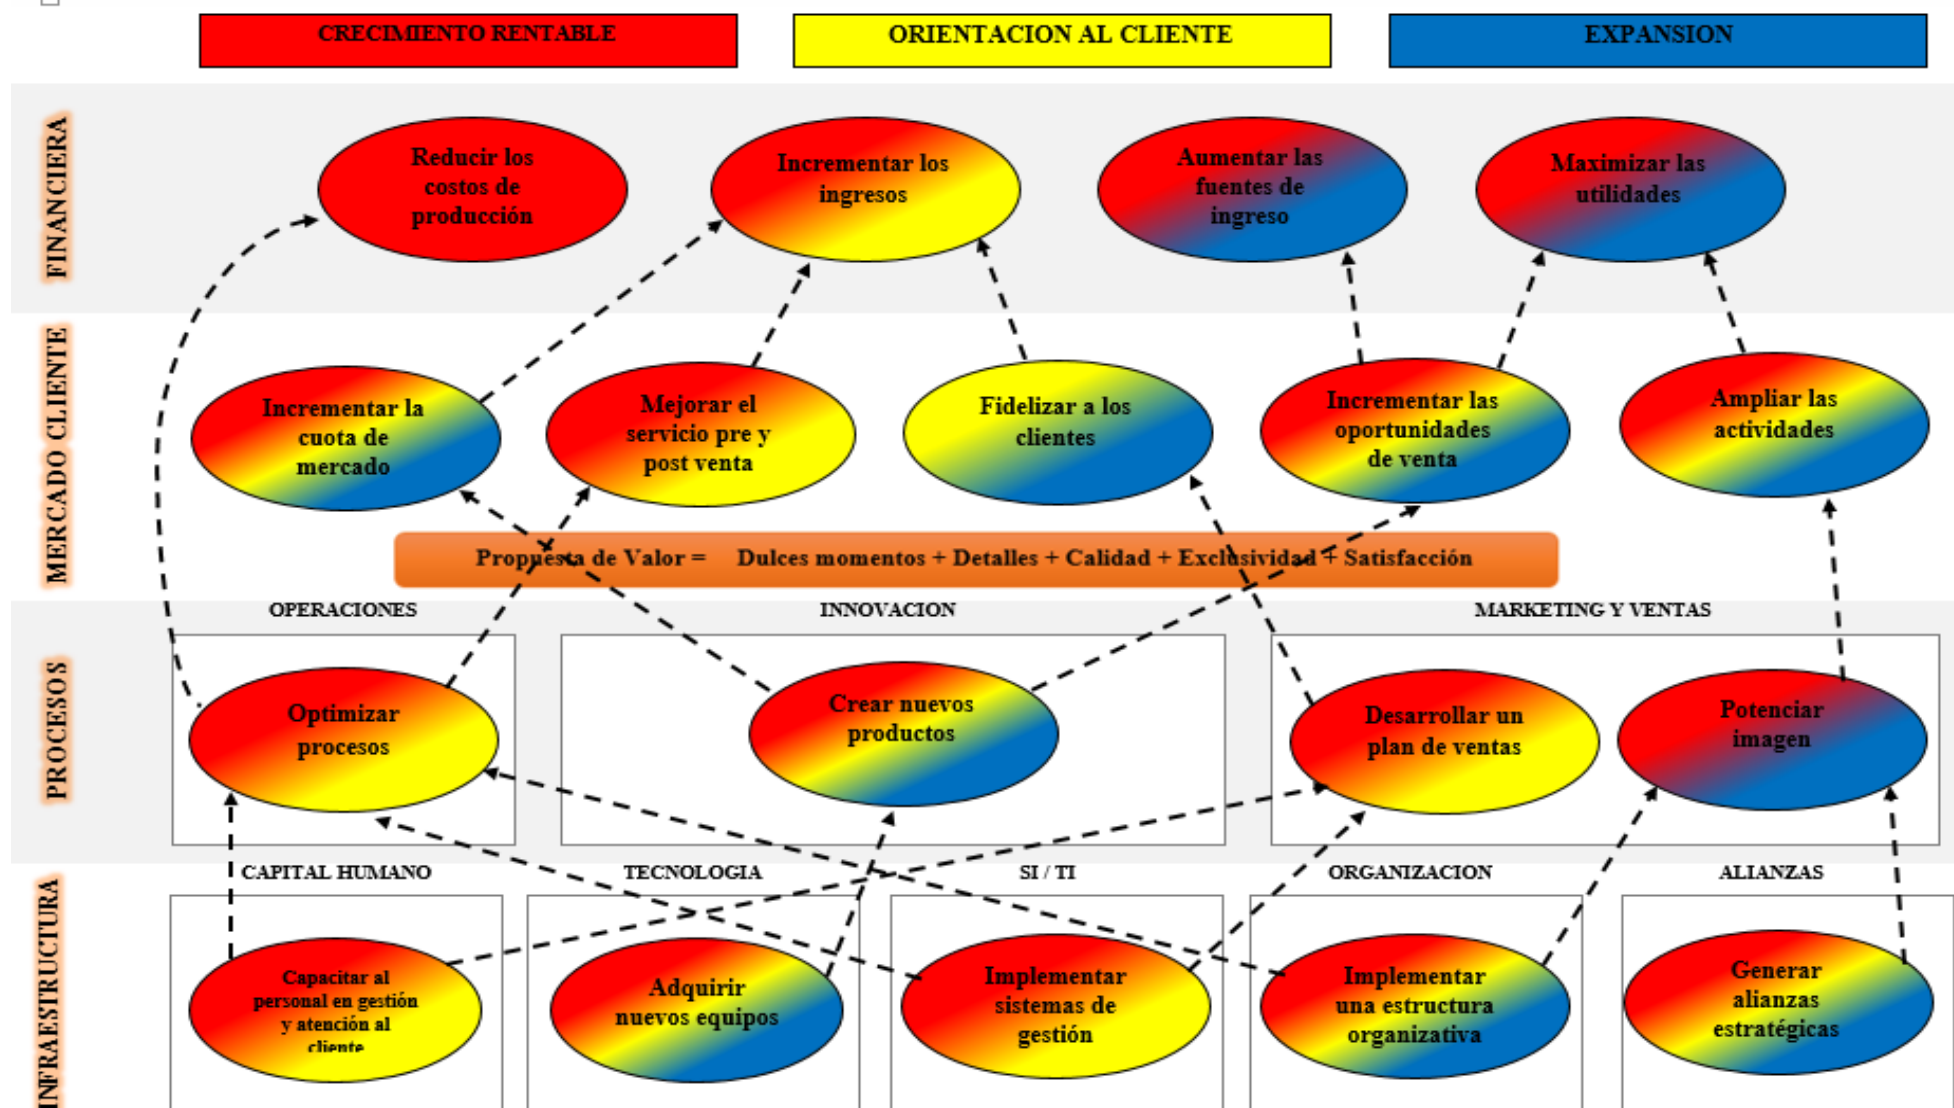 CRECIMIENTO RENTABLE
ORIENTACION AL CLIENTE
EXPANSION
FINANCIERA
Reducir los
costos de
producción
Incrementar los
ingresos
Aumentar las
fuentes de
ingreso
Maximizar las
utilidades
MERCADO CLIENTE
Incrementar la
cuota de
mercado
Mejorar el
servicio pre y
post venta
Fidelizar a los
clientes
Incrementar las
oportunidades
de venta
Ampliar las
actividades
Propuesta de Valor = Dulces momentos + Detalles + Calidad + Exclusividad + Satisfacción
PROCESOS
OPERACIONES
INNOVACION
MARKETING Y VENTAS
Optimizar
procesos
Crear nuevos
productos
Desarrollar un
plan de ventas
Potenciar
imagen
INFRAESTRUCTURA
CAPITAL HUMANO
TECNOLOGIA
SI / TI
ORGANIZACION
ALIANZAS
Capacitar al
personal en gestión
y atención al
cliente
Adquirir
nuevos equipos
Implementar
sistemas de
gestión
Implementar
una estructura
organizativa
Generar
alianzas
estratégicas